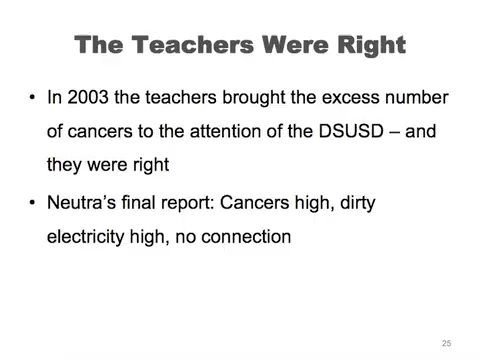 The Teachers Were Right
• In 2003 the teachers brought the excess number
of cancers to the attention of the DSUSD – and
they were right
• Neutra's final report: Cancers high, dirty
electricity high, no connection
25